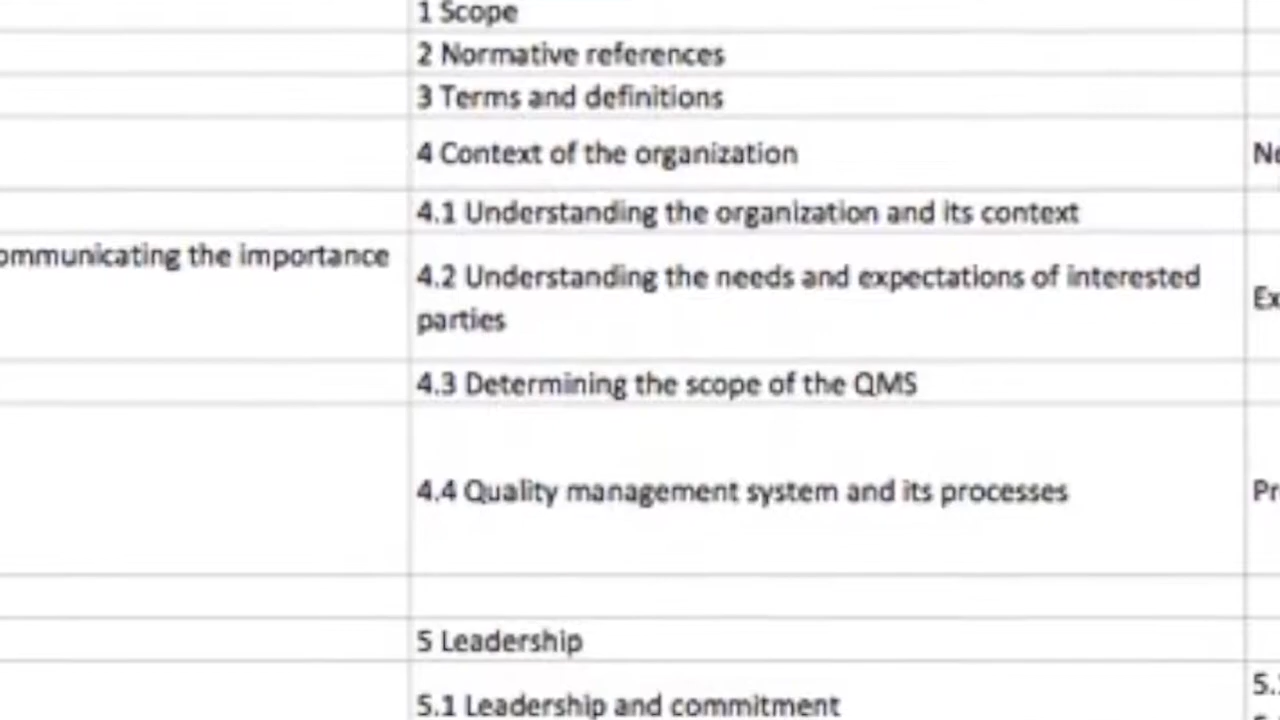 1 Scope
2 Normative references
3 Terms and definitions
4 Context of the organization
4.1 Understanding the organization and its context
ommunicating the importance
4.2 Understanding the needs and expectations of interested
parties
4.3 Determining the scope of the QMS
4.4 Quality management system and its processes
5 Leadership
5.1 Leadership and commitment